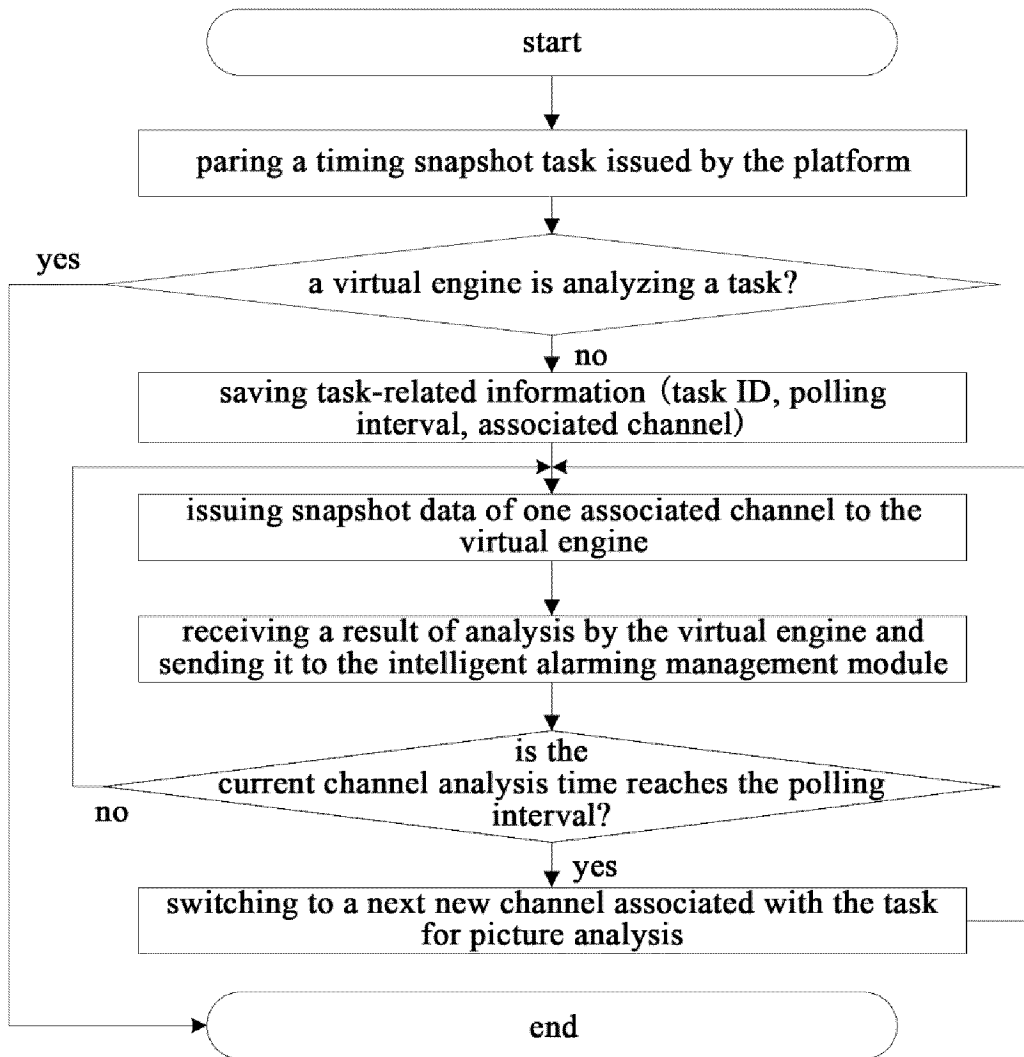 start
paring a timing snapshot task issued by the platform
yes
a virtual engine is analyzing a task?
no
saving task-related information (task ID, polling
interval, associated channel)
issuing snapshot data of one associated channel to the
virtual engine
receiving a result of analysis by the virtual engine and
sending it to the intelligent alarming management module
is the
current channel analysis time reaches the polling
interval?
no
yes
switching to a next new channel associated with the task
for picture analysis
end